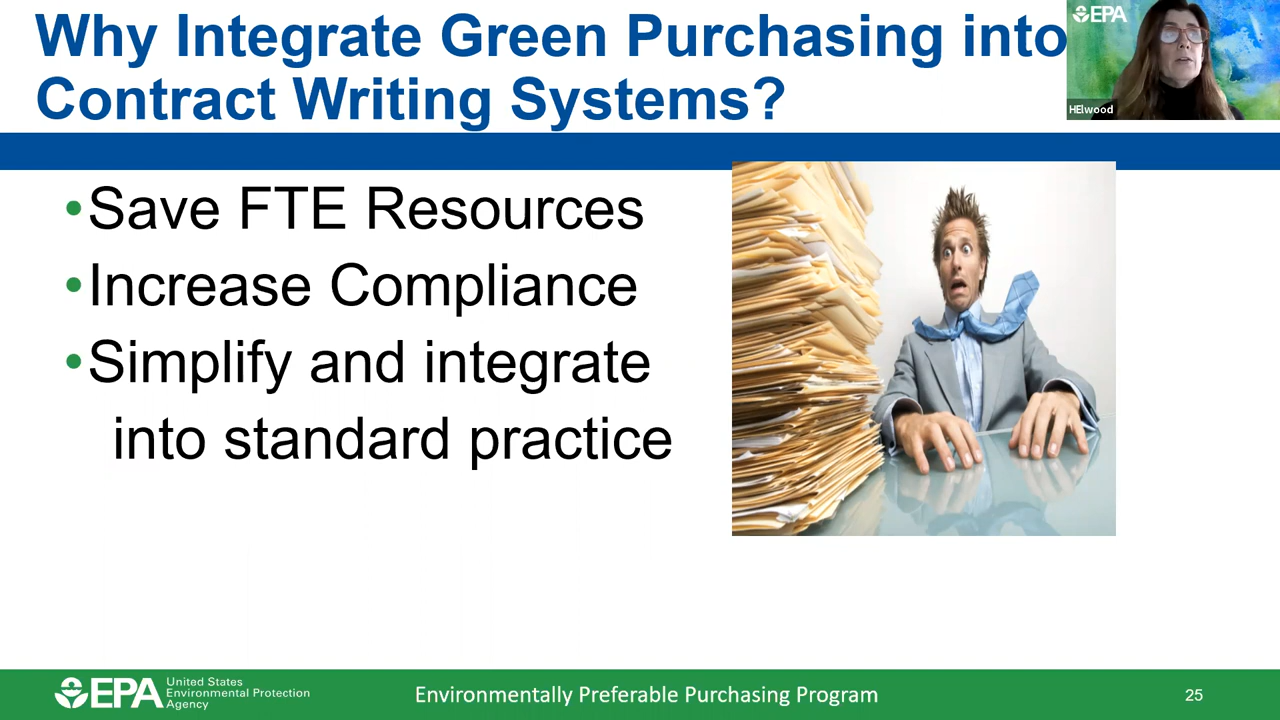 Why Integrate Green Purchasing into
Contract Writing Systems?
EPA
HElwood
•Save FTE Resources
•Increase Compliance
•Simplify and integrate
into standard practice
EPA
United States
Environmental Protection
Agency
Environmentally Preferable Purchasing Program
25